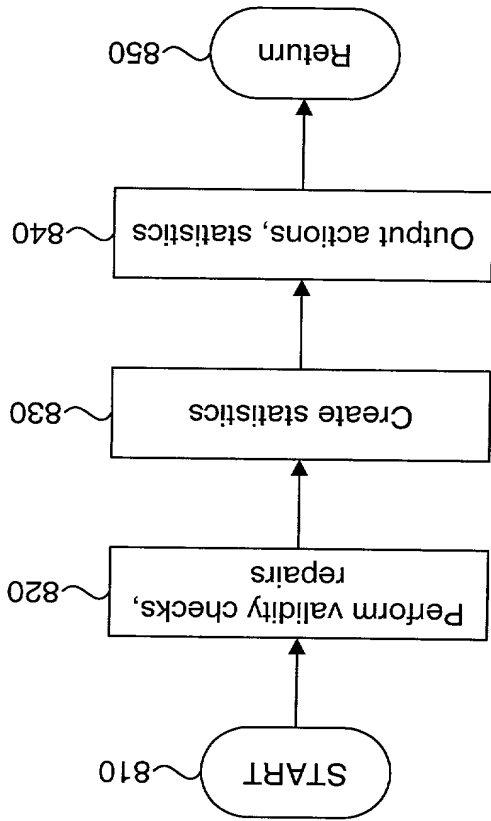 START
810
Perform validity checks,
repairs
820
Create statistics
830
Output actions, statistics
840
Return
850